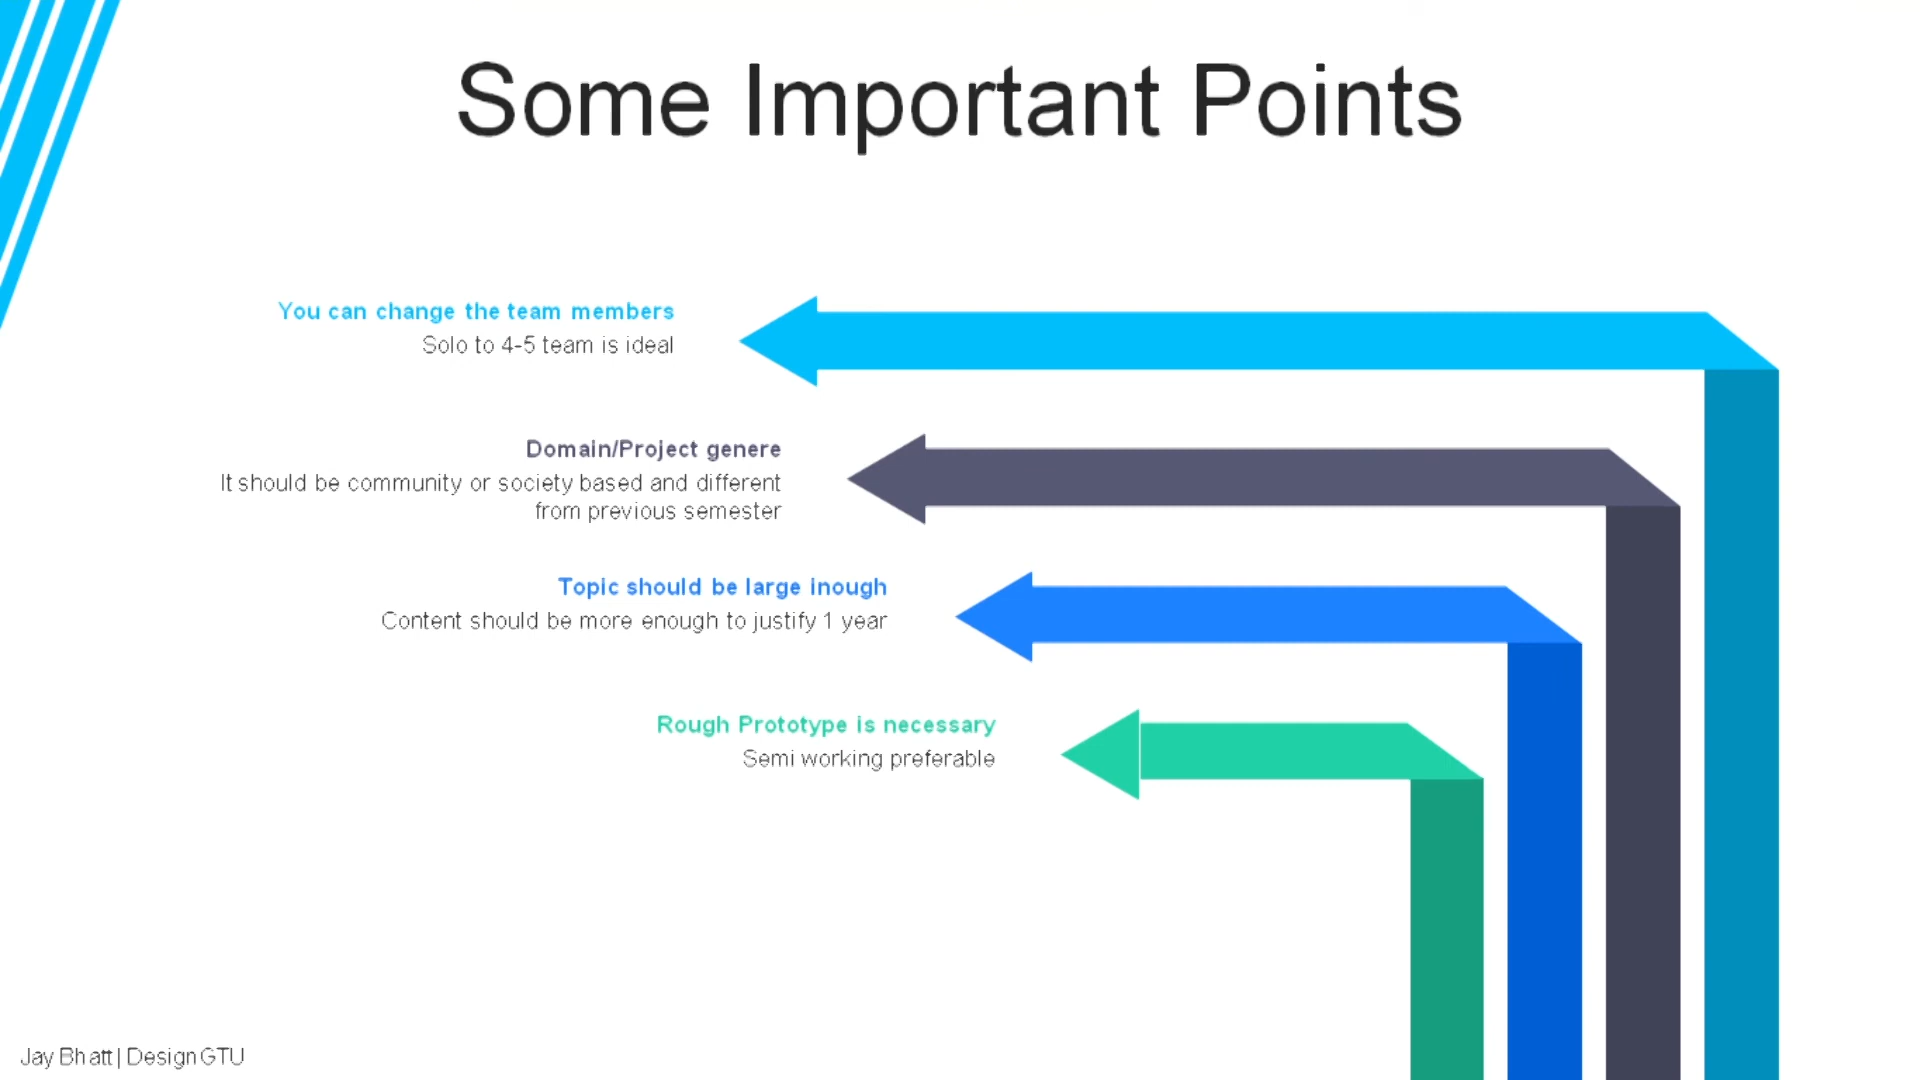 Some Important Points
You can change the team members
Solo to 4-5 team is ideal
Domain/Project genere
It should be community or society based and different
from previous semester
Topic should be large inough
Content should be more enough to justify 1 year
Rough Prototype is necessary
Semi working preferable
Jay Bhatt | Design GTU